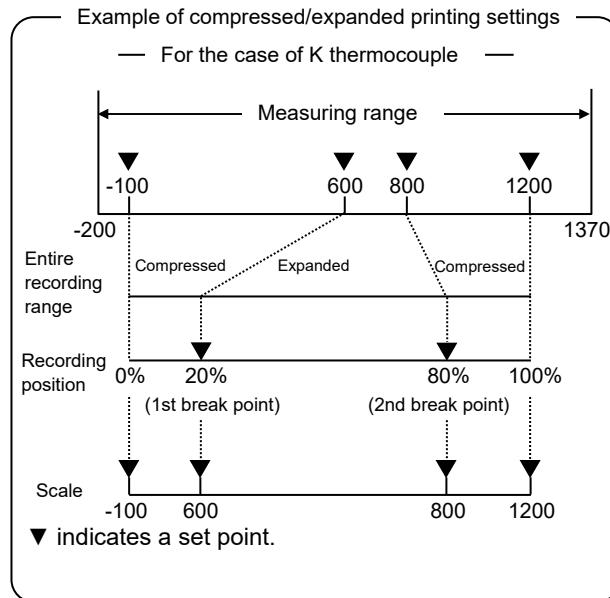 Example of compressed/expanded printing settings
For the case of K thermocouple
Measuring range
-100 600 800 1200
-200 1370
Entire
recording
range
Compressed Expanded Compressed
Recording
position
0% 20% 80% 100%
(1st break point) (2nd break point)
Scale
-100 600 800 1200
▼ indicates a set point.